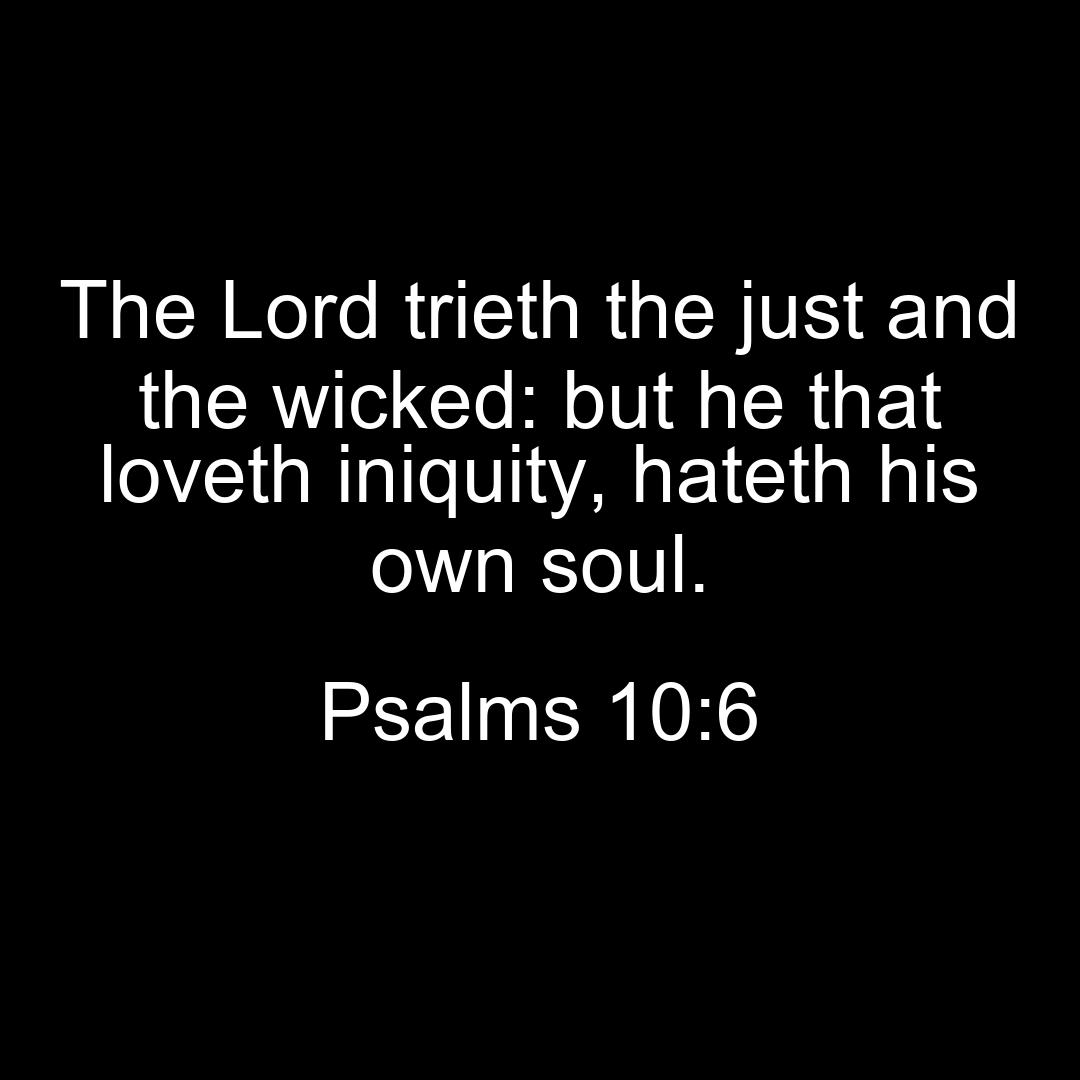 The Lord trieth the just and
the wicked: but he that
loveth iniquity, hateth his
own soul.
Psalms 10:6